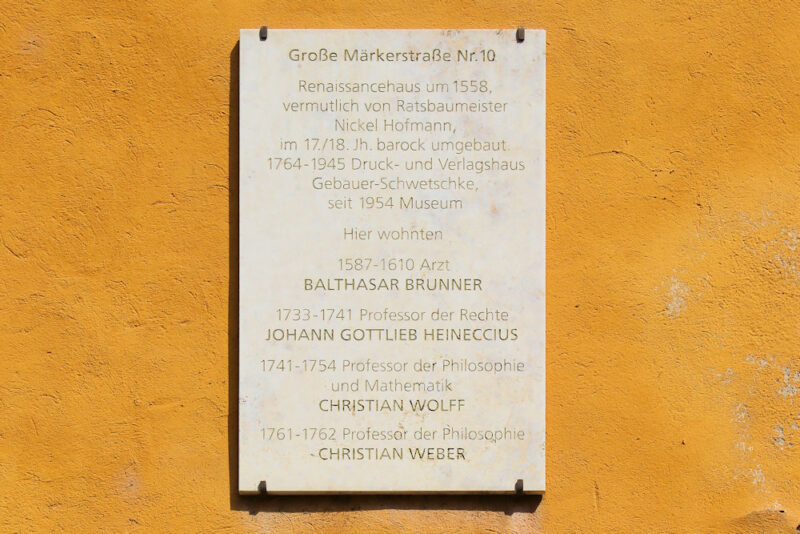 Große Märkerstraße Nr.10
Renaissancehaus um 1558,
vermutlich von Ratsbaumeister
Nickel Hofmann,
im 17./18. Jh. barock umgebaut.
1764-1945 Druck- und Verlagshaus
Gebauer-Schwetschke,
seit 1954 Museum
Hier wohnten
1587-1610 Arzt
BALTHASAR BRUNNER
1733-1741 Professor der Rechte
JOHANN GOTTLIEB HEINECCIUS
1741-1754 Professor der Philosophie
und Mathematik
CHRISTIAN WOLFF
1761-1762 Professor der Philosophie
CHRISTIAN WEBER